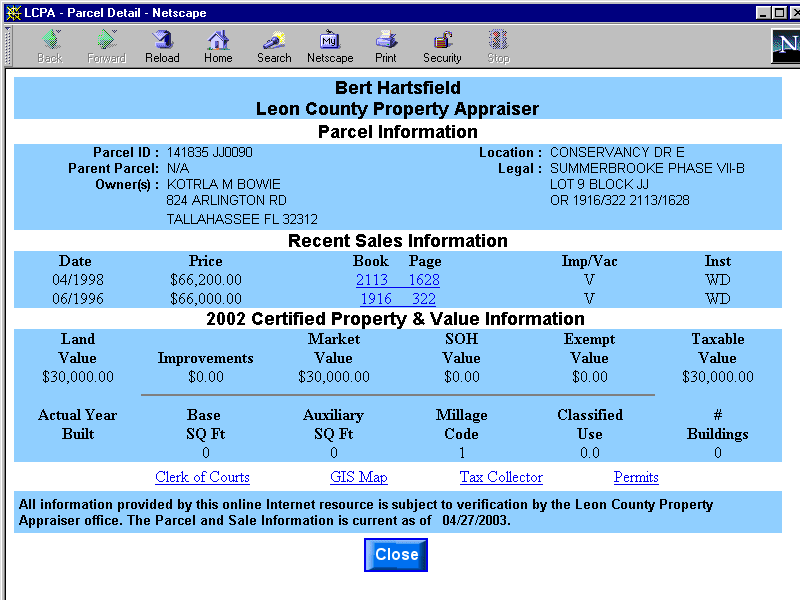 LCPA - Parcel Detail - Netscape
Back Forward Reload Home Search My Netscape Print Security Stop N
Bert Hartsfield
Leon County Property Appraiser
Parcel Information
Parcel ID : 141835 JJ0090 Location : CONSERVANCY DR E
Parent Parcel: N/A Legal : SUMMERBROOKE PHASE VII-B
Owner(s) : KOTRLA M BOWIE LOT 9 BLOCK JJ
824 ARLINGTON RD OR 1916/322 2113/1628
TALLAHASSEE FL 32312
Recent Sales Information
Date Price Book Page Imp/Vac Inst
04/1998 $66,200.00 2113 1628 V WD
06/1996 $66,000.00 1916 322 V WD
2002 Certified Property & Value Information
Land Market SOH Exempt Taxable
Value Improvements Value Value Value Value
$30,000.00 $0.00 $30,000.00 $0.00 $0.00 $30,000.00
Actual Year Base Auxiliary Millage Classified #
Built SQ Ft SQ Ft Code Use Buildings
0 0 1 0.0 0
Clerk of Courts GIS Map Tax Collector Permits
All information provided by this online Internet resource is subject to verification by the Leon County Property
Appraiser office. The Parcel and Sale Information is current as of 04/27/2003.
Close